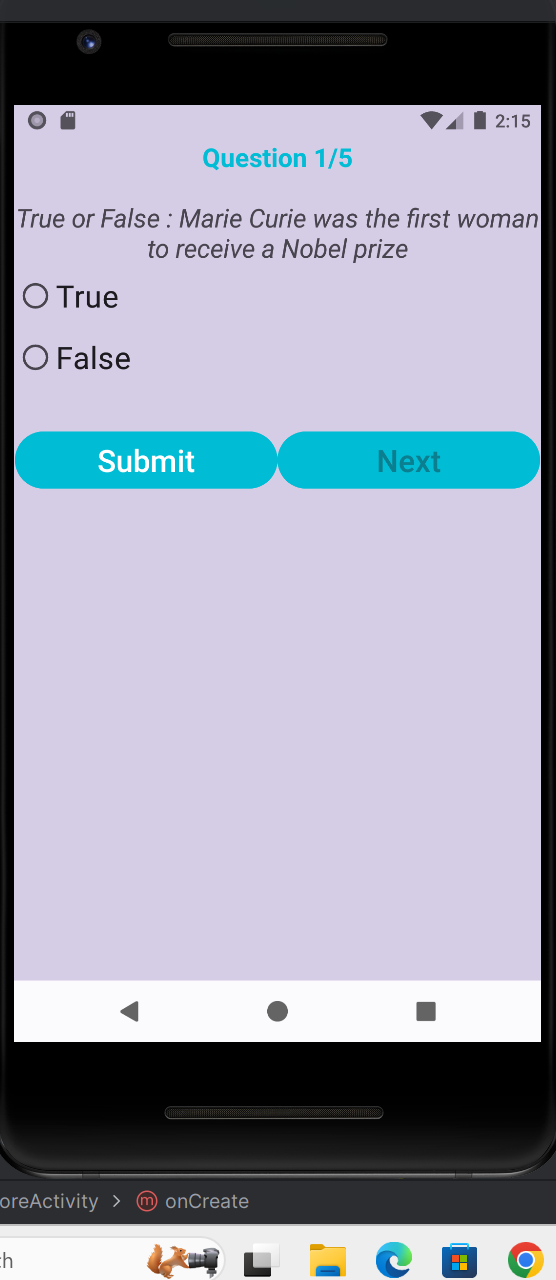 2:15
Question 1/5
True or False : Marie Curie was the first woman
to receive a Nobel prize
True
False
Submit
Next
oreActivity > m onCreate
th